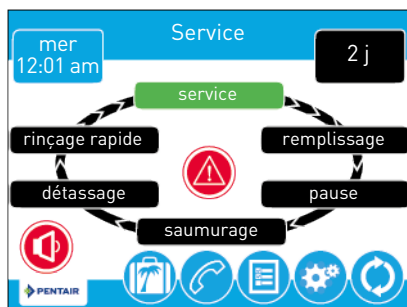 mer
12:01 am
Service
2 j
service
rinçage rapide
remplissage
détassage
pause
saumurage
PENTAIR